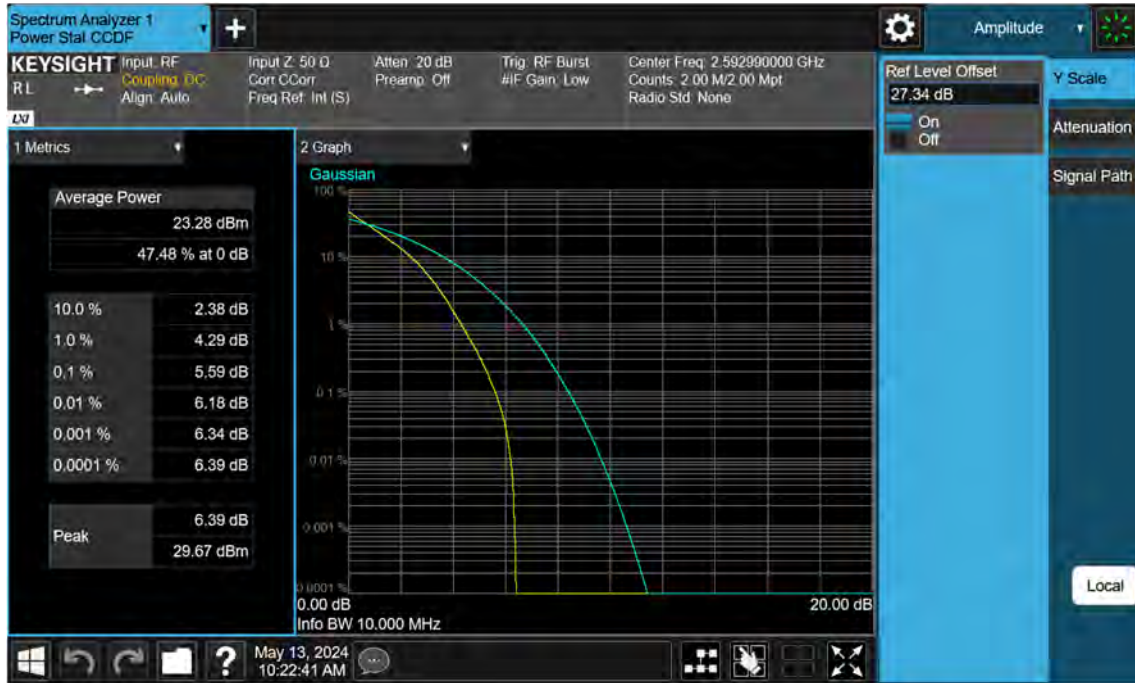 Spectrum Analyzer 1
Power Stat CCDF
+
Amplitude
KEYSIGHT
RL
LXI
Input: RF
Coupling: DC
Align: Auto
Input Z: 50 Ω
Corr CCorr
Freq Ref: Int (S)
Atten: 20 dB
Preamp: Off
Trig: RF Burst
#IF Gain: Low
Center Freq: 2.592990000 GHz
Counts: 2.00 M/2.00 Mpt
Radio Std: None
Ref Level Offset
27.34 dB
On
Off
Y Scale
Attenuation
Signal Path
Local
1 Metrics
Average Power
23.28 dBm
47.48 % at 0 dB
10.0 % 2.38 dB
1.0 % 4.29 dB
0.1 % 5.59 dB
0.01 % 6.18 dB
0.001 % 6.34 dB
0.0001 % 6.39 dB
Peak
6.39 dB
29.67 dBm
2 Graph
Gaussian
100 %
10 %
1 %
0.1 %
0.01 %
0.001 %
0.0001 %
0.00 dB
20.00 dB
Info BW 10.000 MHz
?
May 13, 2024
10:22:41 AM